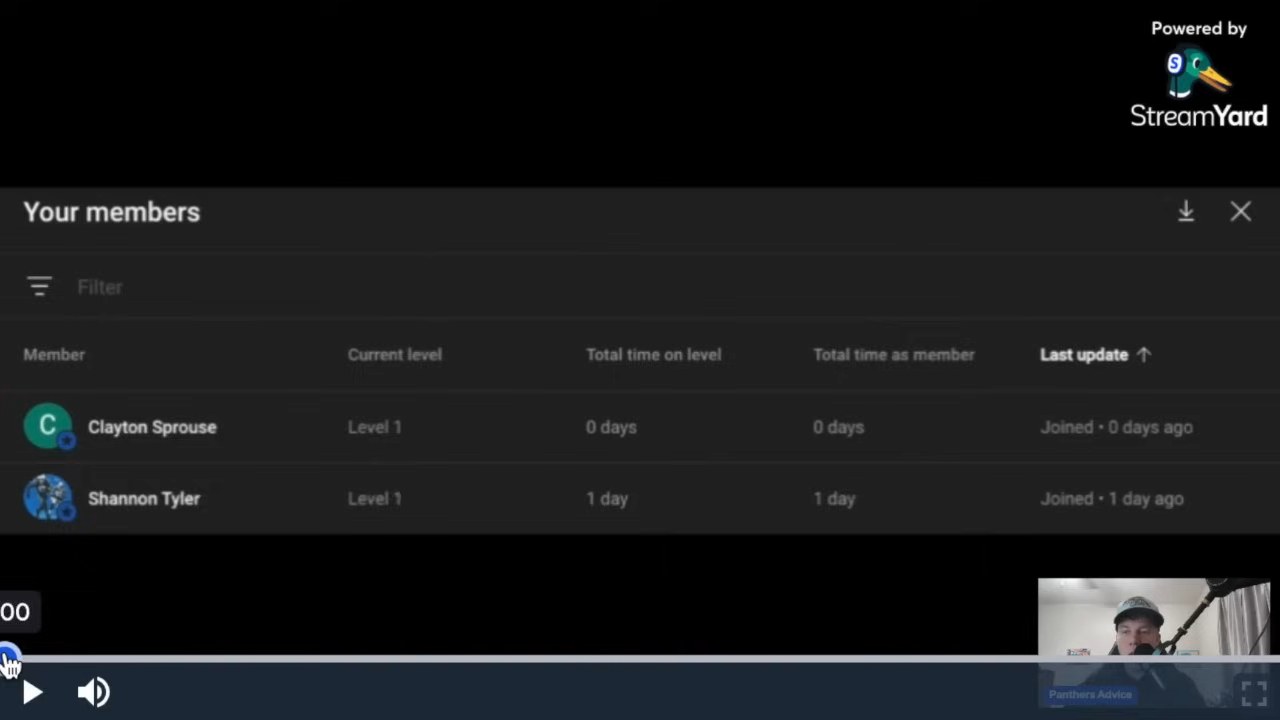 Powered by
S
StreamYard
Your members
Filter
Member Current level Total time on level Total time as member Last update
C Clayton Sprouse Level 1 0 days 0 days Joined • 0 days ago
Shannon Tyler Level 1 1 day 1 day Joined • 1 day ago
00
Panthers Advice